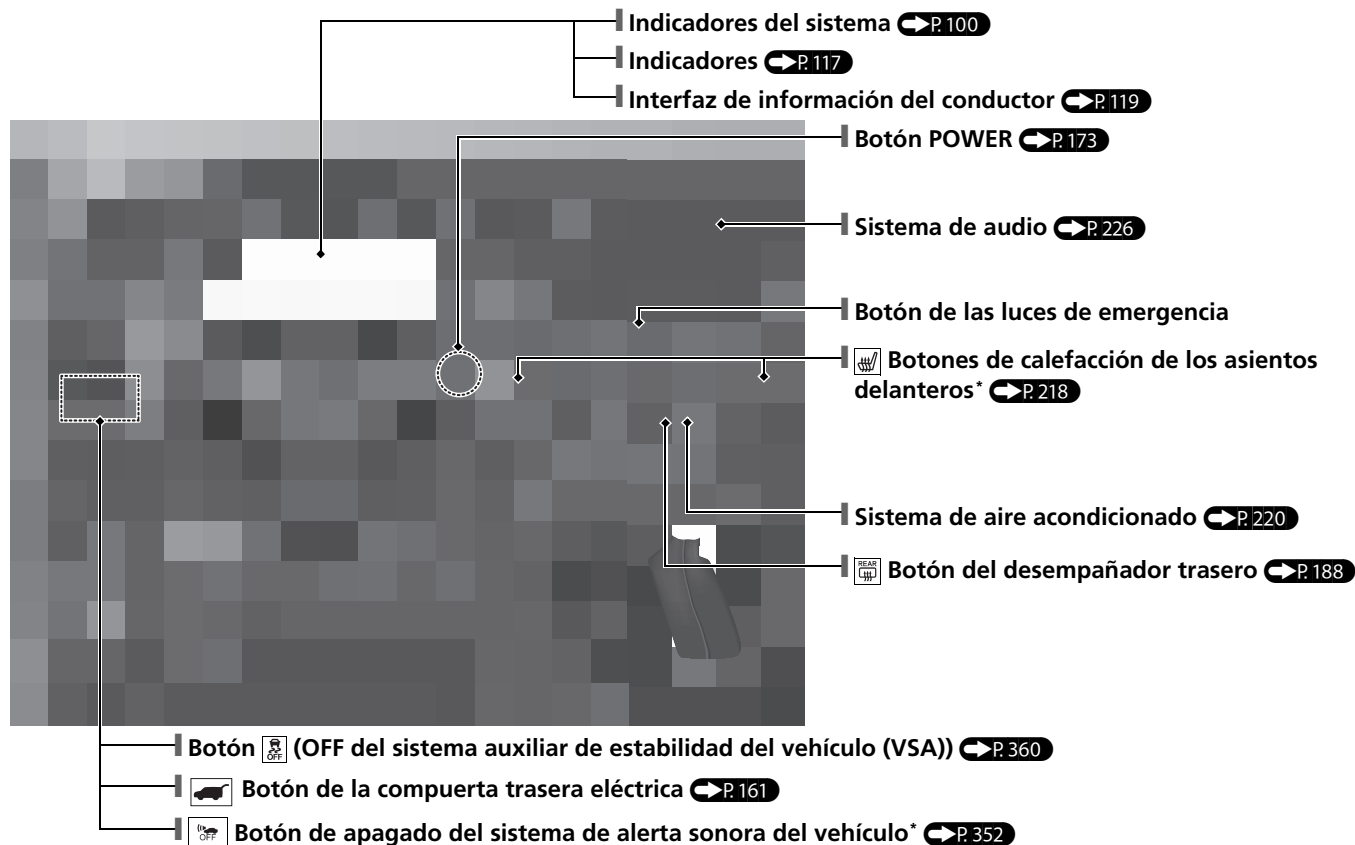 Indicadores del sistema P. 100
Indicadores P. 117
Interfaz de información del conductor P. 119
Botón POWER P. 173
Sistema de audio P. 226
Botón de las luces de emergencia
Botones de calefacción de los asientos
delanteros* P. 218
Sistema de aire acondicionado P. 220
REAR Botón del desempañador trasero P. 188
Botón OFF (OFF del sistema auxiliar de estabilidad del vehículo (VSA)) P. 360
Botón de la compuerta trasera eléctrica P. 161
OFF Botón de apagado del sistema de alerta sonora del vehículo* P. 352